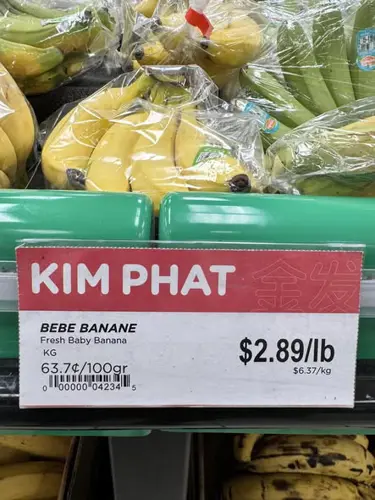 KIM PHAT 金发
BEBE BANANE
Fresh Baby Banana
KG
63.7¢/100gr
$2.89/lb
$6.37/kg
0 00000 04234 5